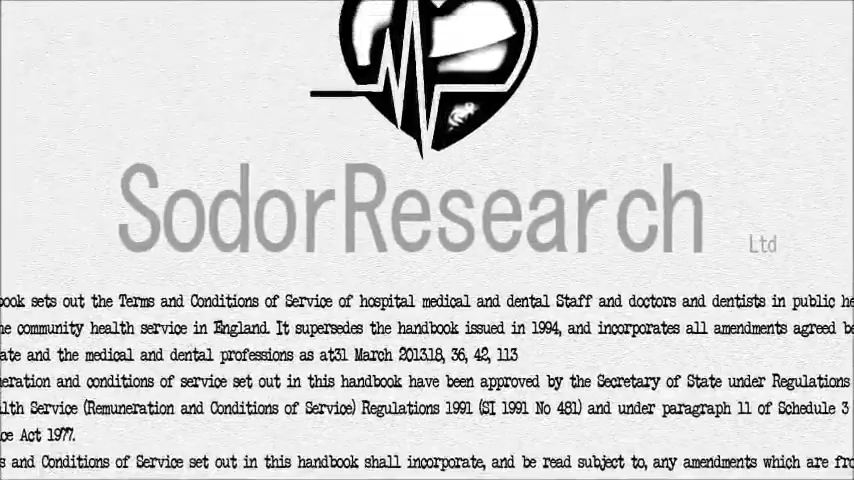 SodorResearch Ltd
book sets out the Terms and Conditions of Service of hospital medical and dental Staff and doctors and dentists in public he
he community health service in England. It supersedes the handbook issued in 1994, and incorporates all amendments agreed be
ate and the medical and dental professions as at31 March 2013.18, 36, 42, 113
eration and conditions of service set out in this handbook have been approved by the Secretary of State under Regulations
lth Service (Remuneration and Conditions of Service) Regulations 1991 (SI 1991 No 481) and under paragraph 11 of Schedule 3
ce Act 1977.
s and Conditions of Service set out in this handbook shall incorporate, and be read subject to, any amendments which are fro